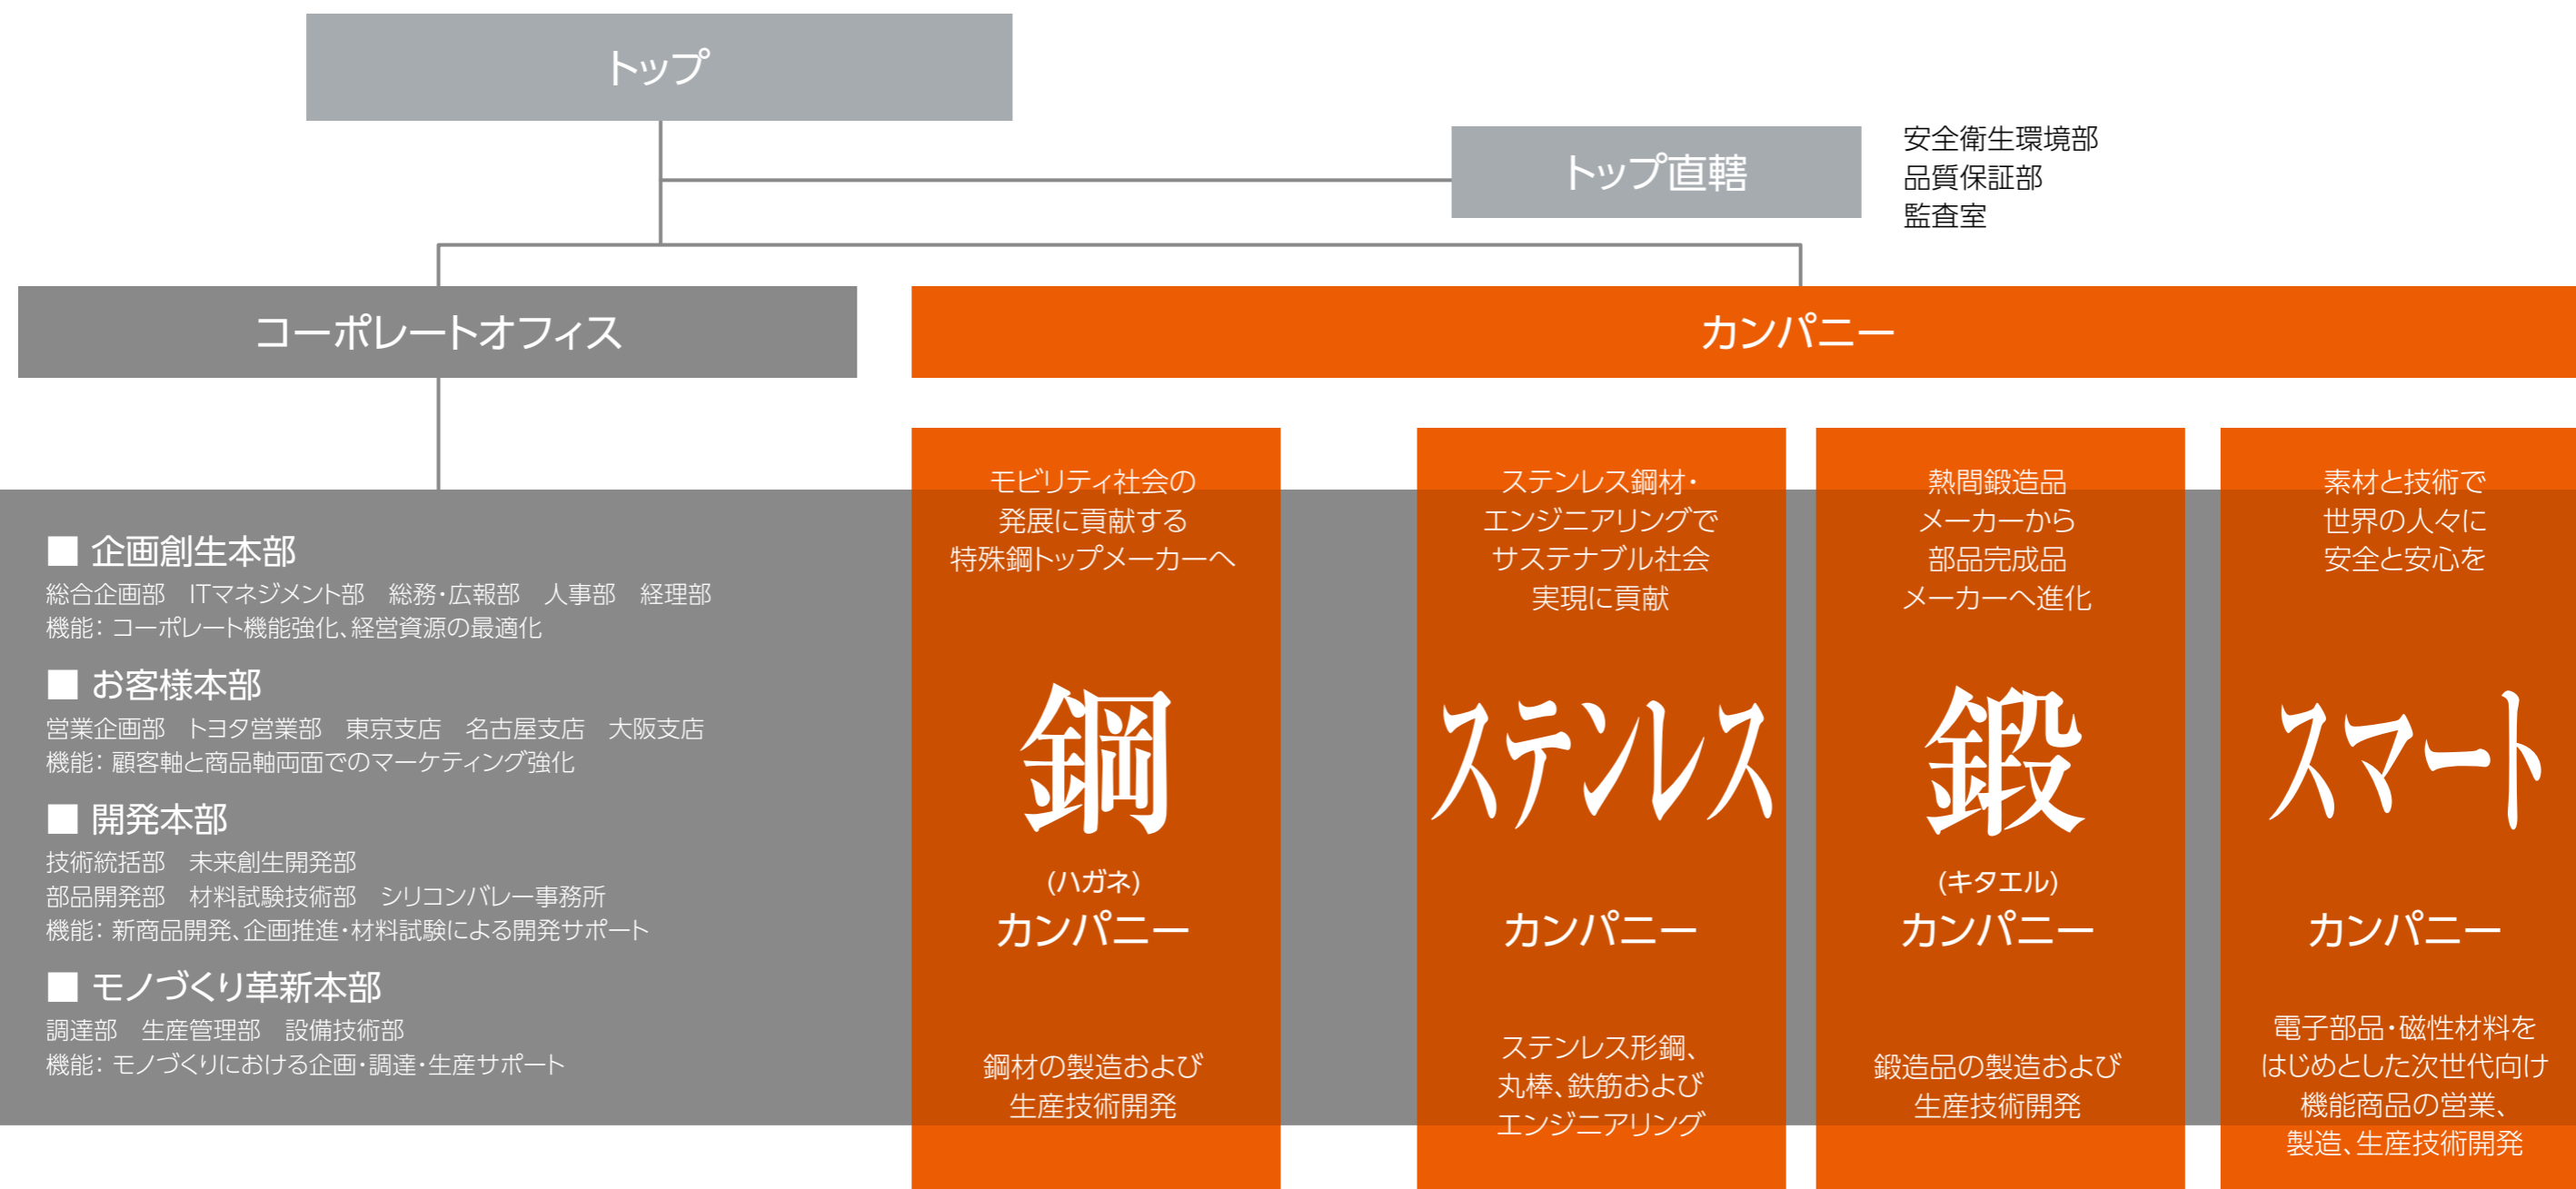 トップ
トップ直轄
安全衛生環境部
品質保証部
監査室
コーポレートオフィス
カンパニー
■ 企画創生本部
総合企画部　ITマネジメント部　総務・広報部　人事部　経理部
機能：コーポレート機能強化、経営資源の最適化
■ お客様本部
営業企画部　トヨタ営業部　東京支店　名古屋支店　大阪支店
機能：顧客軸と商品軸両面でのマーケティング強化
■ 開発本部
技術統括部　未来創生開発部
部品開発部　材料試験技術部　シリコンバレー事務所
機能：新商品開発、企画推進・材料試験による開発サポート
■ モノづくり革新本部
調達部　生産管理部　設備技術部
機能：モノづくりにおける企画・調達・生産サポート
モビリティ社会の
発展に貢献する
特殊鋼トップメーカーへ
鋼
(ハガネ)
カンパニー
鋼材の製造および
生産技術開発
ステンレス鋼材・
エンジニアリングで
サステナブル社会
実現に貢献
ステンレス
カンパニー
ステンレス形鋼、
丸棒、鉄筋および
エンジニアリング
熱間鍛造品
メーカーから
部品完成品
メーカーへ進化
鍛
(キタエル)
カンパニー
鍛造品の製造および
生産技術開発
素材と技術で
世界の人々に
安全と安心を
スマート
カンパニー
電子部品・磁性材料を
はじめとした次世代向け
機能商品の営業、
製造、生産技術開発